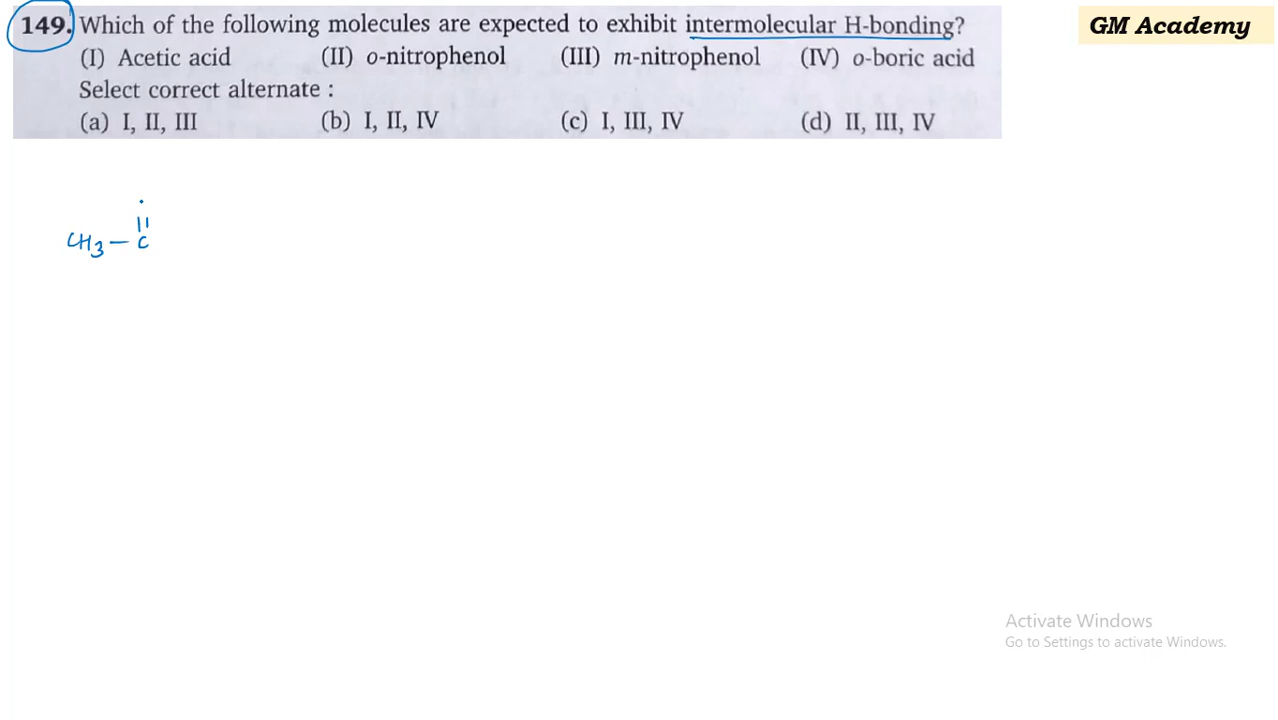 149. Which of the following molecules are expected to exhibit intermolecular H-bonding?
GM Academy
(I) Acetic acid (II) o-nitrophenol (III) m-nitrophenol (IV) o-boric acid
Select correct alternate :
(a) I, II, III (b) I, II, IV (c) I, III, IV (d) II, III, IV
CH3 — C
Activate Windows
Go to Settings to activate Windows.